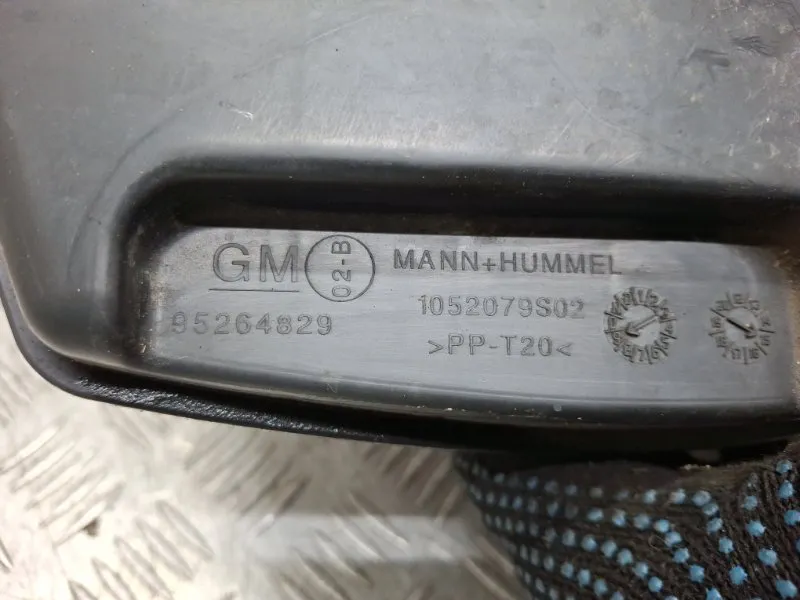 GM
02-B
MANN+HUMMEL
95264829
1052079S02
>PP-T20<